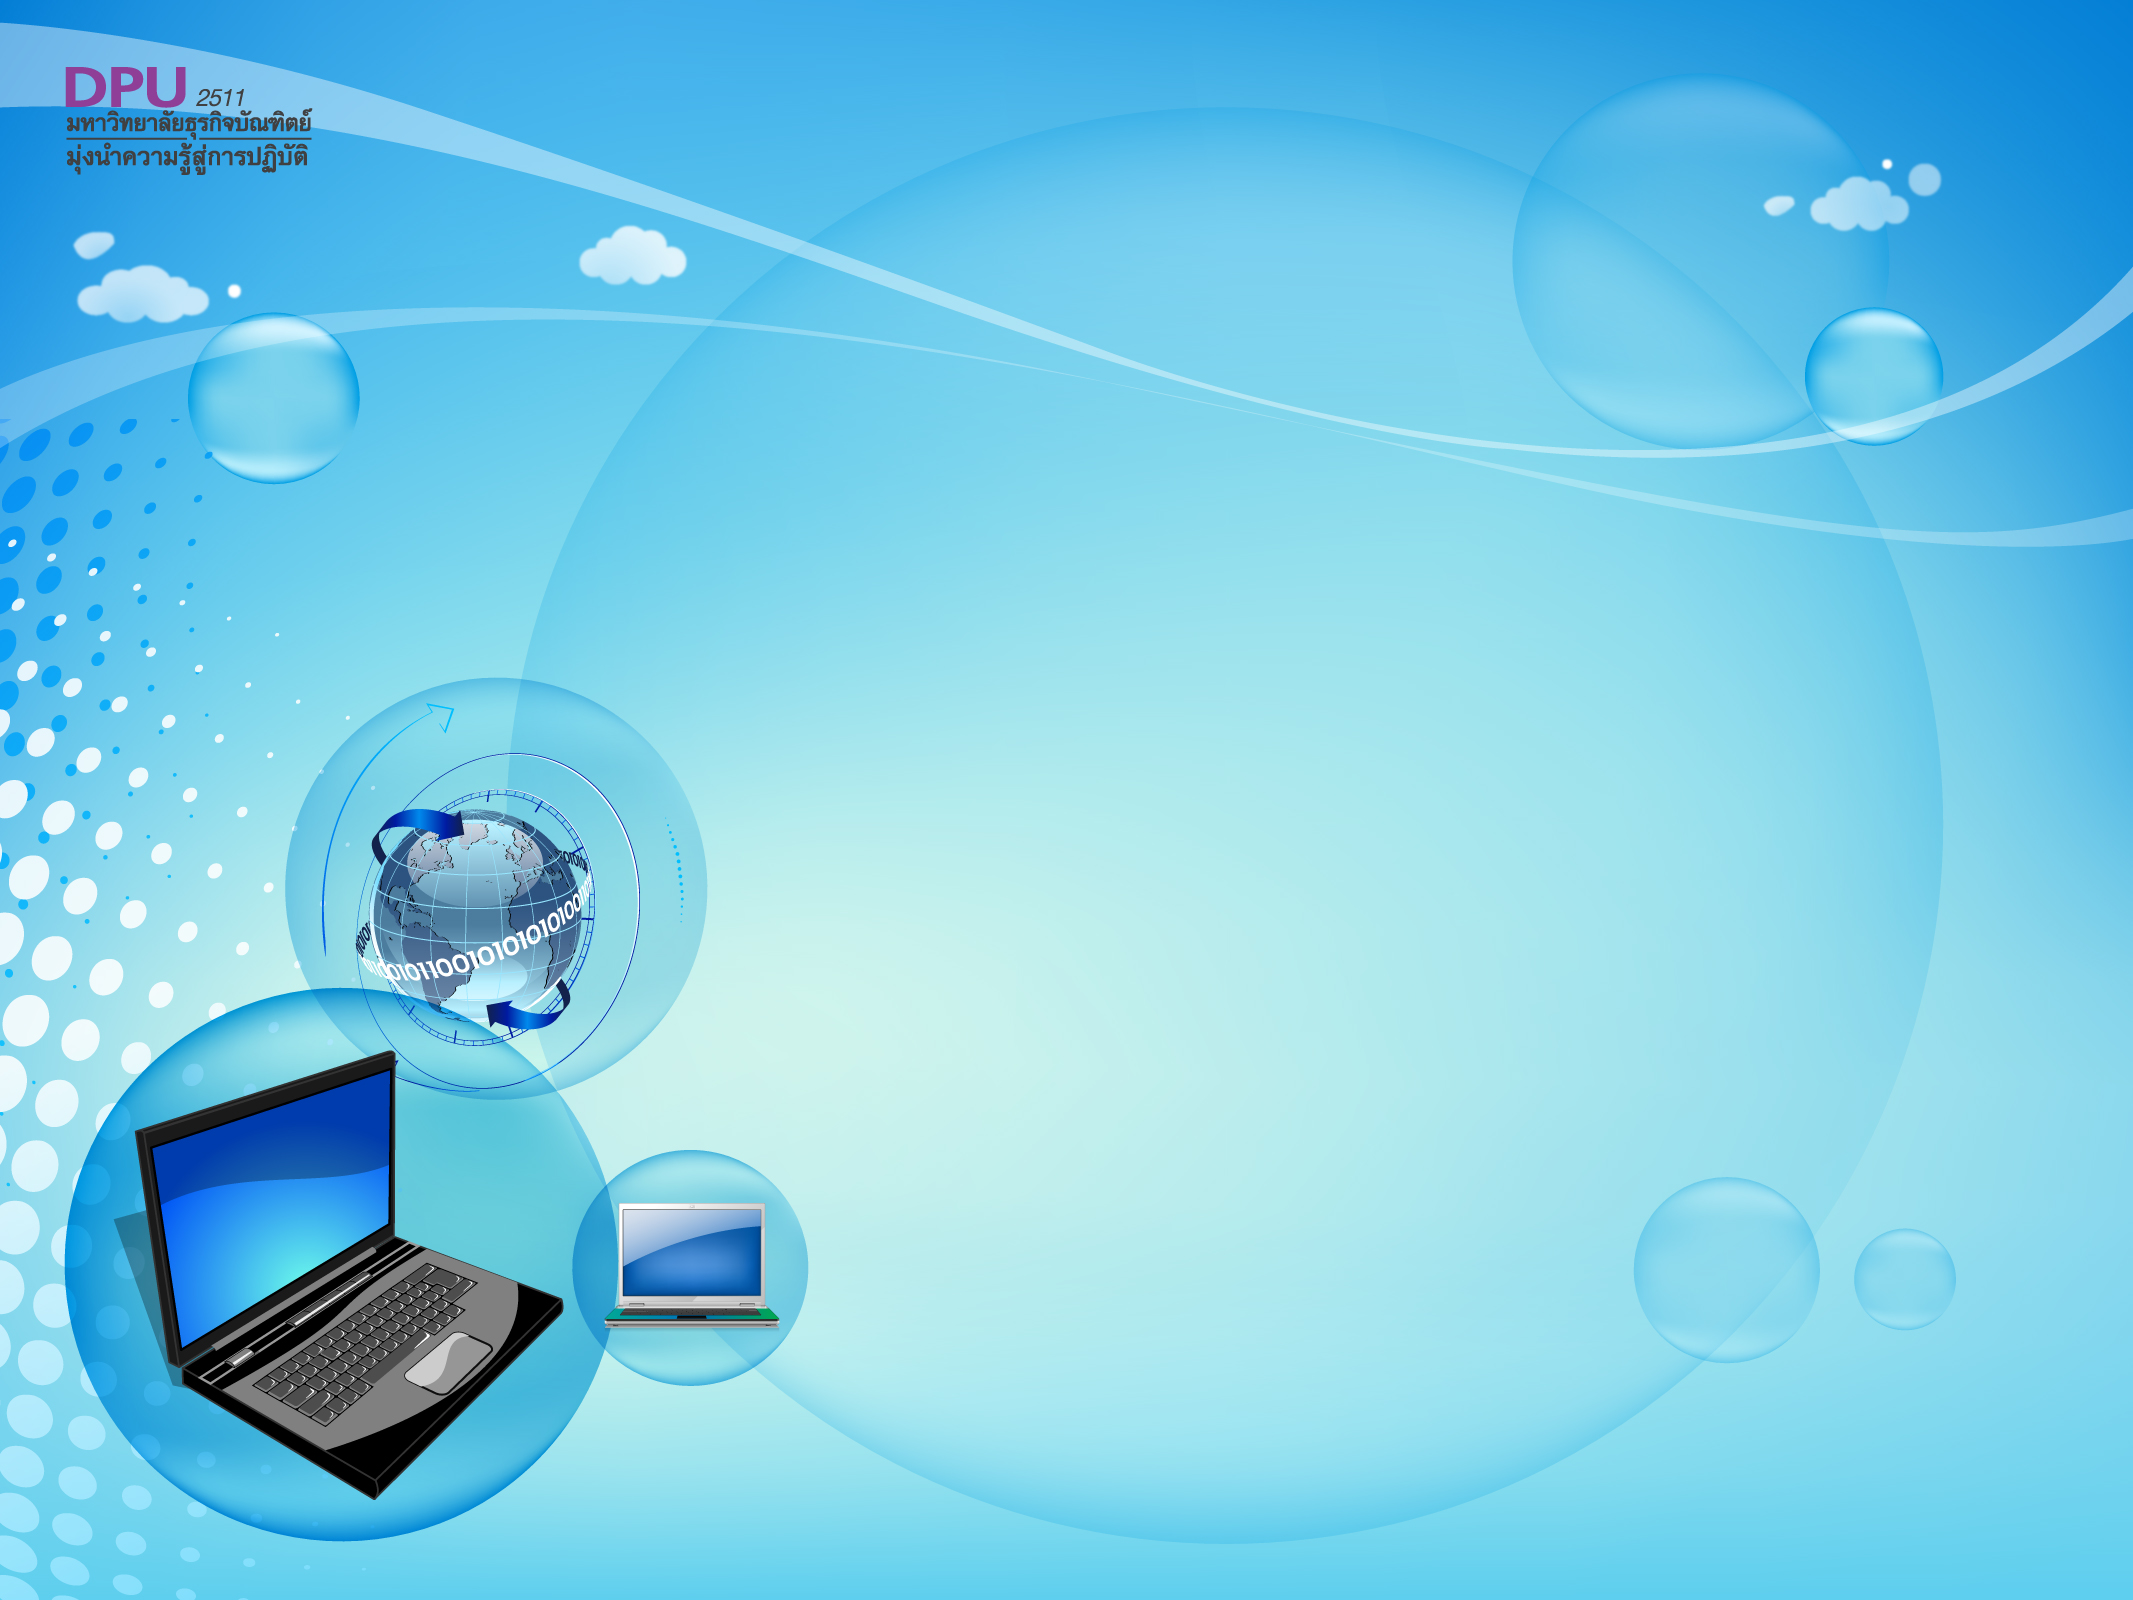 DPU 2511
มหาวิทยาลัยธุรกิจบัณฑิตย์
มุ่งนำความรู้สู่การปฏิบัติ